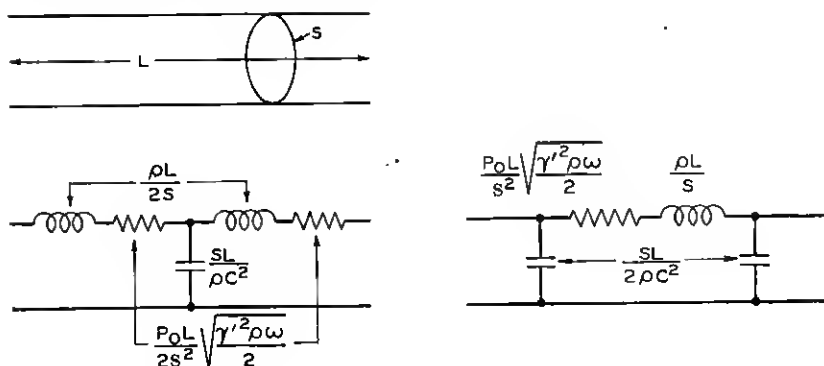 S
L
ρL/2S
SL/ρC²
P₀L/2S² √(γ'²ρω/2)
P₀L/S² √(γ'²ρω/2)
ρL/S
SL/2ρC²